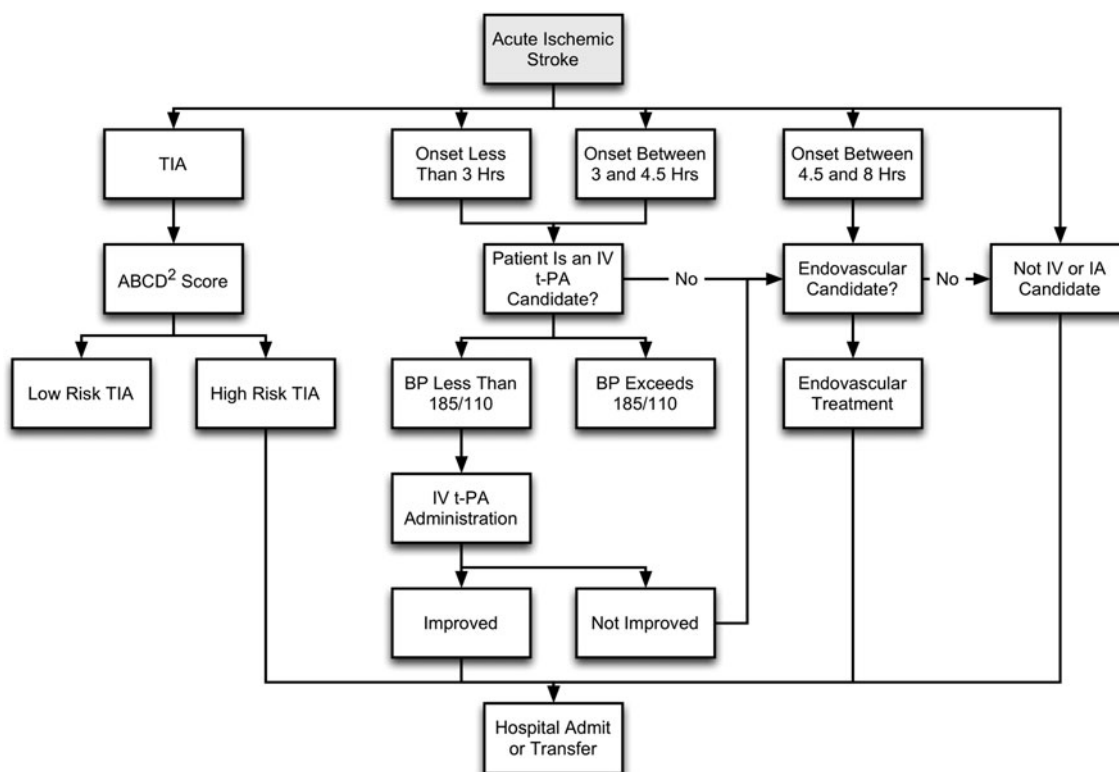 Acute Ischemic
Stroke
TIA
Onset Less
Than 3 Hrs
Onset Between
3 and 4.5 Hrs
Onset Between
4.5 and 8 Hrs
ABCD² Score
Patient Is an IV
t-PA
Candidate?
No
Endovascular
Candidate?
No
Not IV or IA
Candidate
Low Risk TIA
High Risk TIA
BP Less Than
185/110
BP Exceeds
185/110
Endovascular
Treatment
IV t-PA
Administration
Improved
Not Improved
Hospital Admit
or Transfer